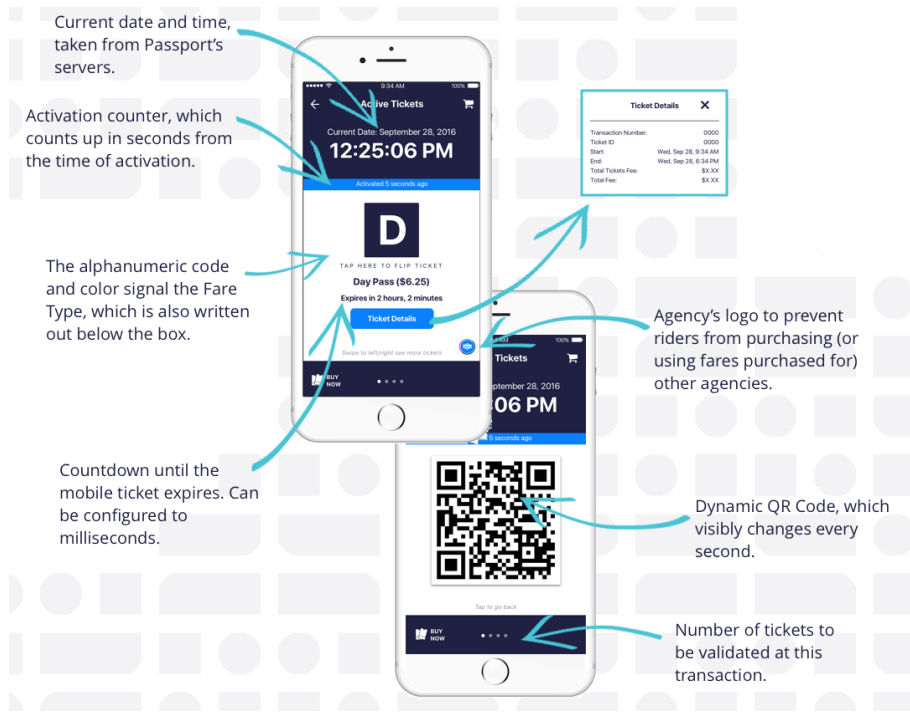 Current date and time,
taken from Passport's
servers.
Activation counter, which
counts up in seconds from
the time of activation.
The alphanumeric code
and color signal the Fare
Type, which is also written
out below the box.
Countdown until the
mobile ticket expires. Can
be configured to
milliseconds.
9:34 AM
100%
Active Tickets
Current Date: September 28, 2016
12:25:06 PM
Activated 5 seconds ago
D
TAP HERE TO FLIP TICKET
Day Pass ($6.25)
Expires in 2 hours, 2 minutes
Ticket Details
Swipe to left/right see more tickets
BUY
NOW
Ticket Details X
Transaction Number: 0000
Ticket ID 0000
Start: Wed, Sep 28, 9:34 AM
End: Wed, Sep 28, 6:34 PM
Total Tickets Fee: $X.XX
Total Fee: $X.XX
Agency's logo to prevent
riders from purchasing (or
using fares purchased for)
other agencies.
AM
100%
Tickets
ptember 28, 2016
:06 PM
5 seconds ago
Tap to go back
BUY
NOW
Dynamic QR Code, which
visibly changes every
second.
Number of tickets to
be validated at this
transaction.